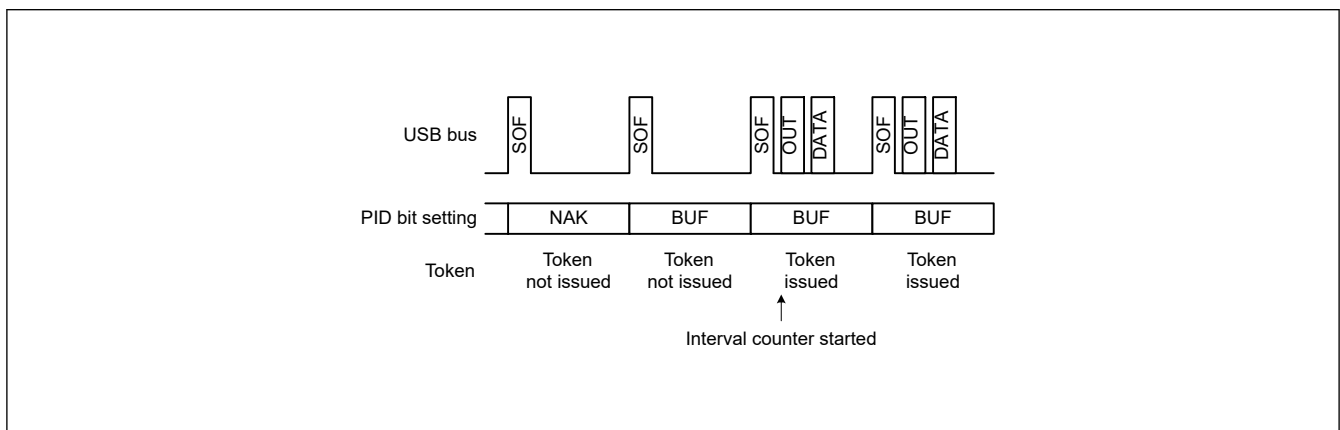 USB bus
SOF
SOF
SOF
OUT
DATA
SOF
OUT
DATA
PID bit setting
NAK
BUF
BUF
BUF
Token
Token
not issued
Token
not issued
Token
issued
Token
issued
Interval counter started